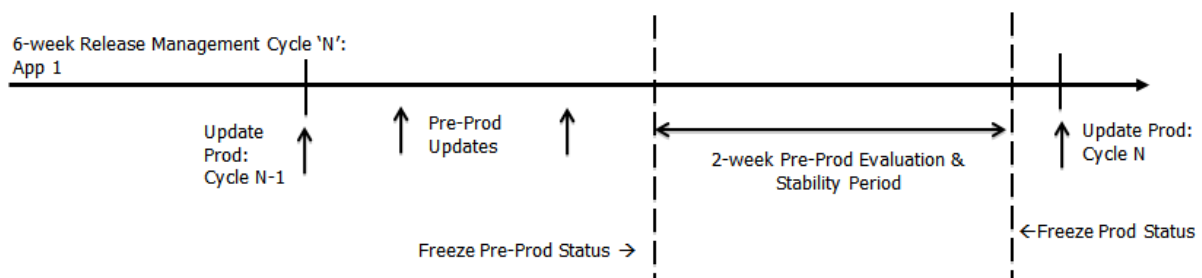 6-week Release Management Cycle ‘N’:
App 1
Update
Prod:
Cycle N-1
Pre-Prod
Updates
2-week Pre-Prod Evaluation &
Stability Period
Update Prod:
Cycle N
Freeze Pre-Prod Status →
←Freeze Prod Status